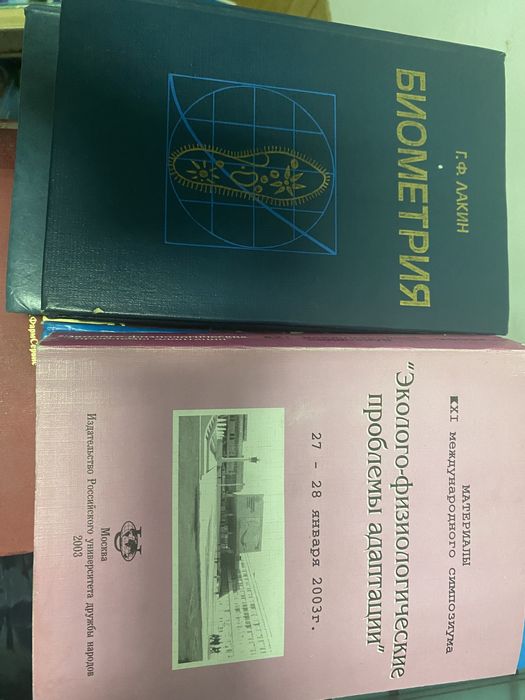 Г.Ф. ЛАКИН
БИОМЕТРИЯ
МАТЕРИАЛЫ
XI международного симпозиума
"Эколого-физиологические
проблемы адаптации"
27 - 28 января 2003г.
Москва
Издательство Российского университета дружбы народов
2003